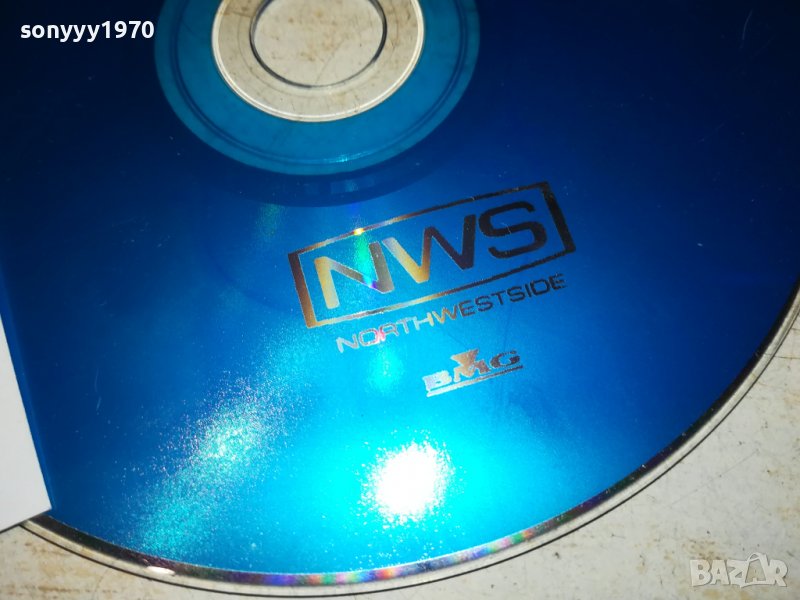 sonyyy1970
NWS
NORTHWESTSIDE
BMG
BAZAR